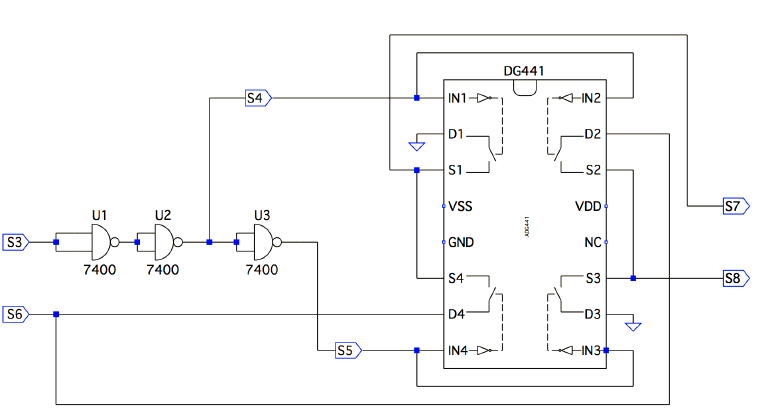 DG441
S4
IN1
IN2
D1
D2
S1
S2
U1
U2
U3
VSS
VDD
S7
ADG441
S3
GND
NC
7400
7400
7400
S4
S3
S8
S6
D4
D3
S5
IN4
IN3